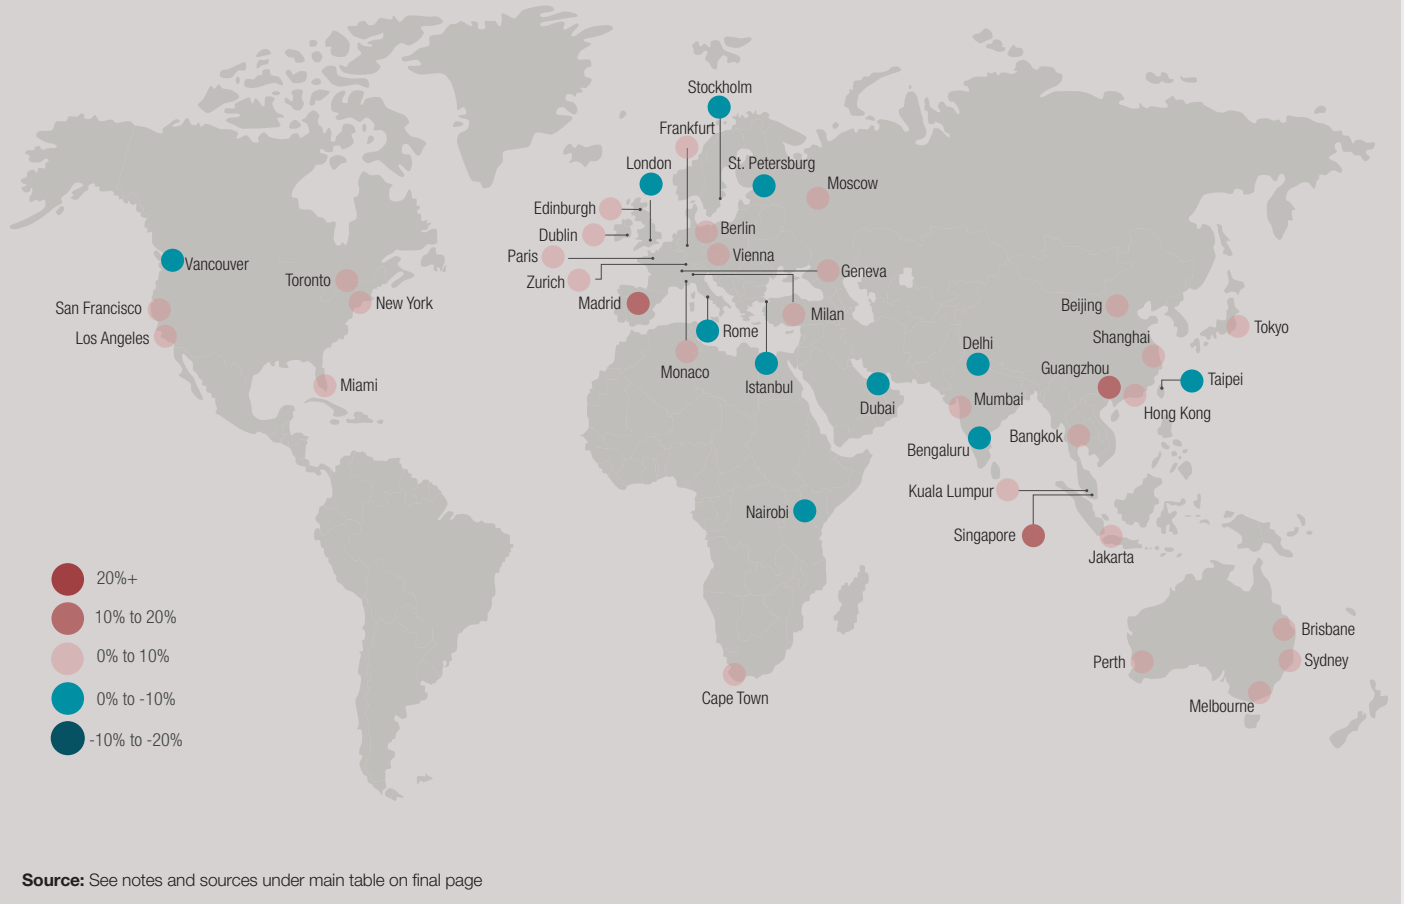 Stockholm
Frankfurt
London
St. Petersburg
Moscow
Edinburgh
Berlin
Dublin
Paris
Vienna
Vancouver
Geneva
Toronto
Zurich
San Francisco
New York
Madrid
Milan
Beijing
Los Angeles
Rome
Tokyo
Shanghai
Delhi
Guangzhou
Monaco
Istanbul
Taipei
Miami
Dubai
Mumbai
Hong Kong
Bangkok
Bengaluru
Kuala Lumpur
Nairobi
Singapore
Jakarta
20%+
10% to 20%
Brisbane
0% to 10%
Perth
Sydney
0% to -10%
Cape Town
Melbourne
-10% to -20%
Source: See notes and sources under main table on final page